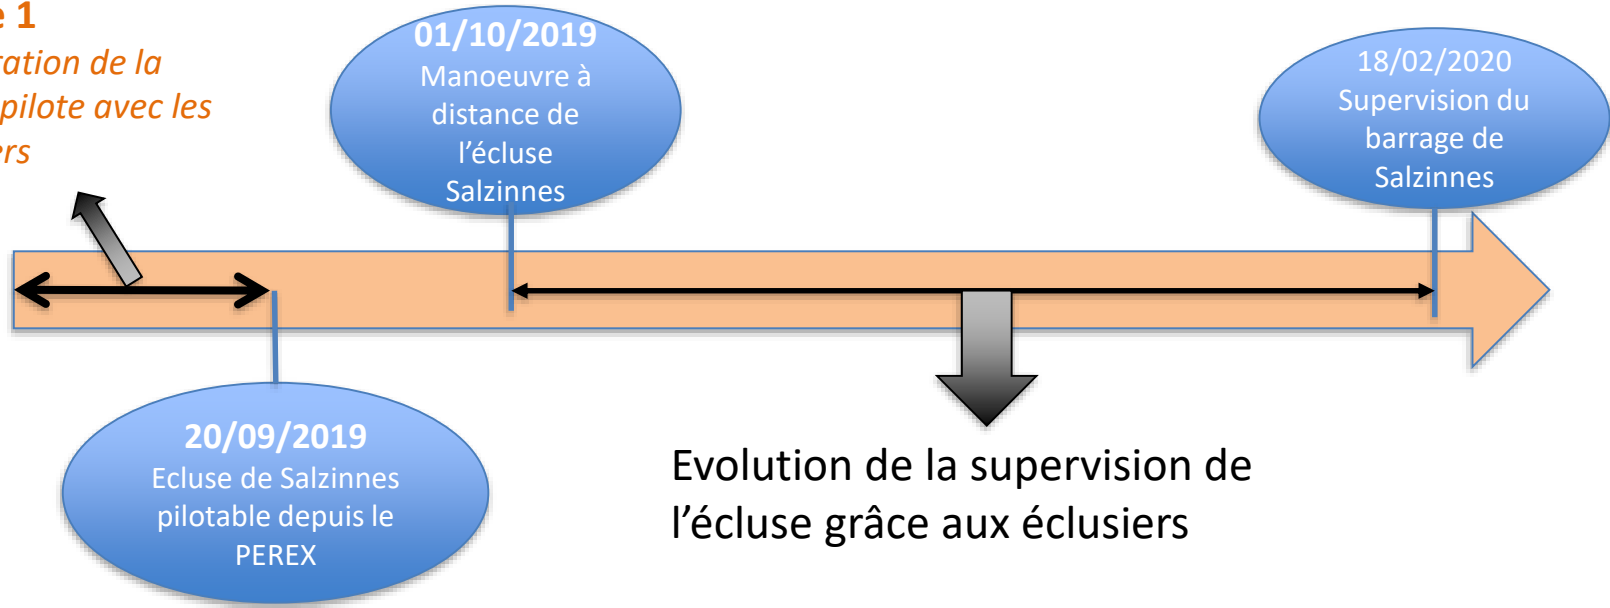 e 1
ration de la
pilote avec les
ers
01/10/2019
Manoeuvre à
distance de
l’écluse
Salzinnes
18/02/2020
Supervision du
barrage de
Salzinnes
20/09/2019
Ecluse de Salzinnes
pilotable depuis le
PEREX
Evolution de la supervision de
l’écluse grâce aux éclusiers